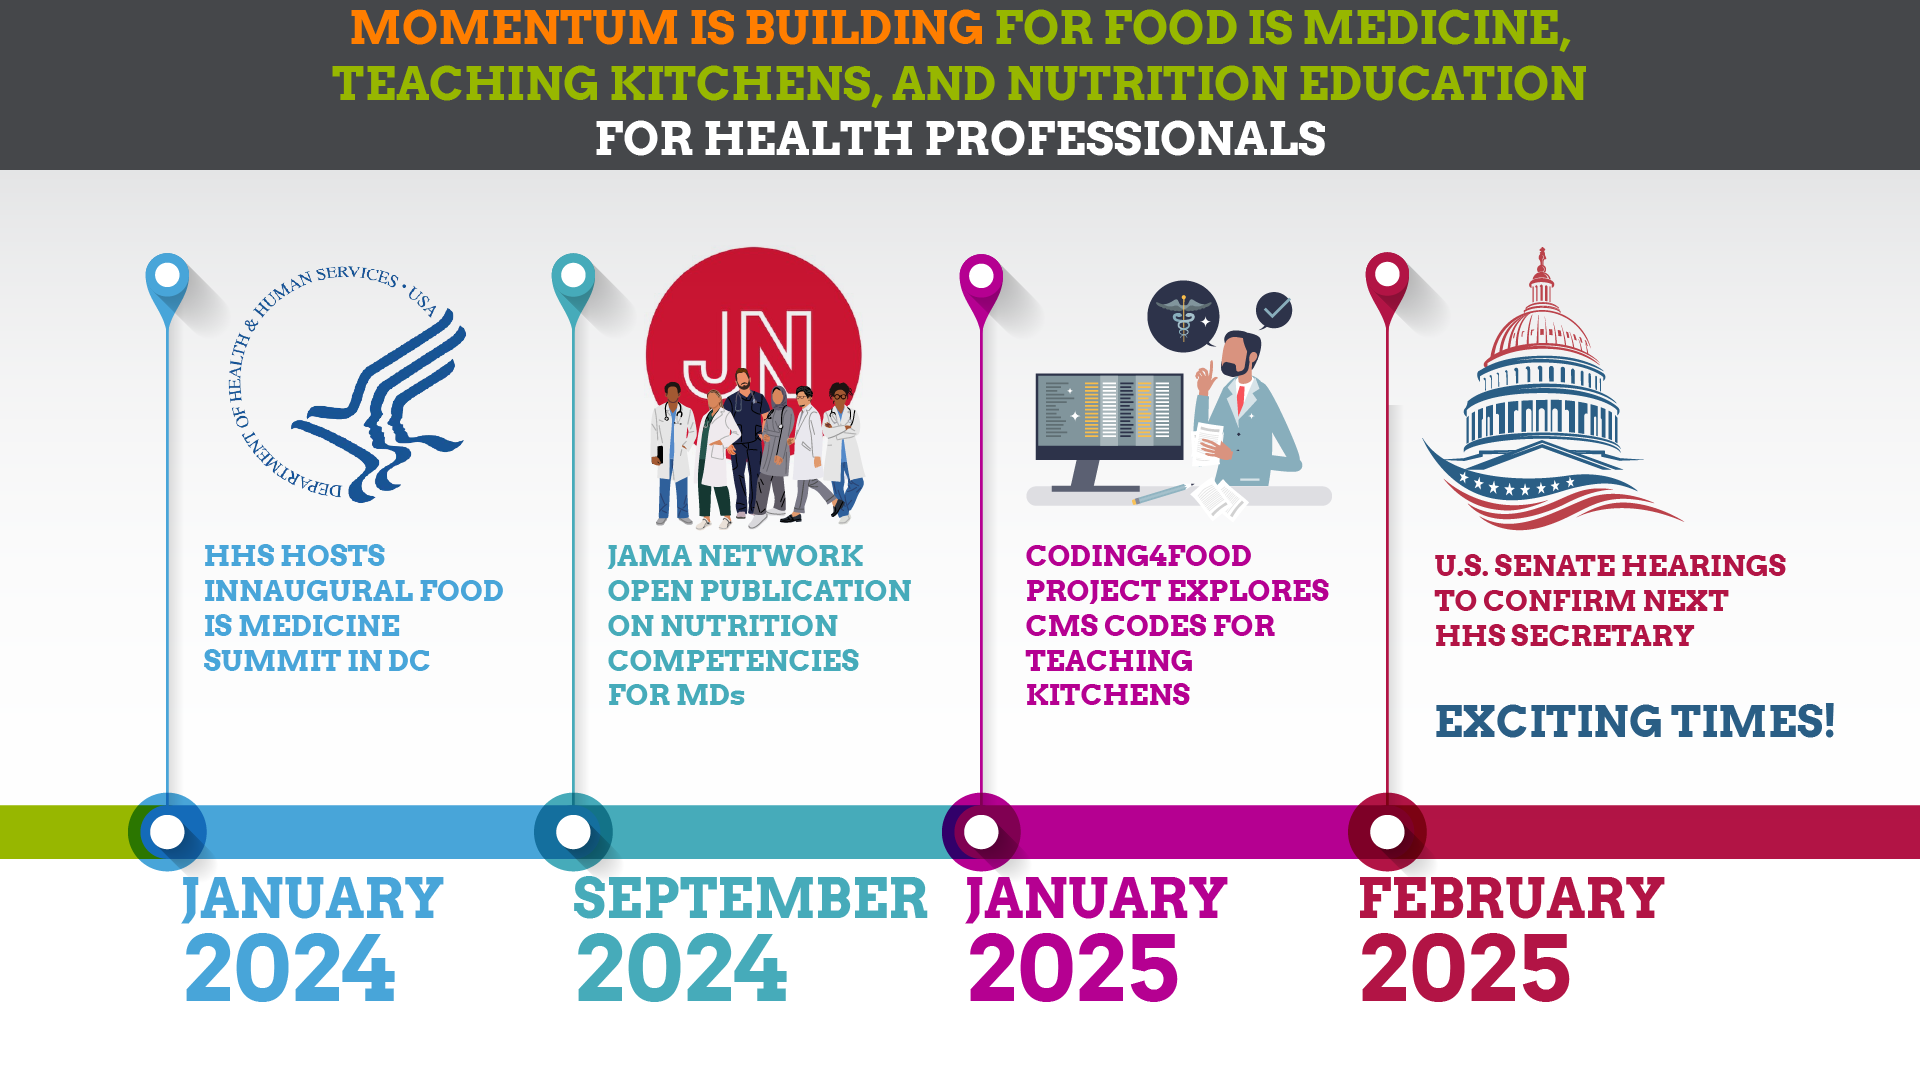 MOMENTUM IS BUILDING FOR FOOD IS MEDICINE,
TEACHING KITCHENS, AND NUTRITION EDUCATION
FOR HEALTH PROFESSIONALS
DEPARTMENT OF HEALTH & HUMAN SERVICES • USA
HHS HOSTS
INNAUGURAL FOOD
IS MEDICINE
SUMMIT IN DC
JANUARY
2024
JN
JAMA NETWORK
OPEN PUBLICATION
ON NUTRITION
COMPETENCIES
FOR MDs
SEPTEMBER
2024
CODING4FOOD
PROJECT EXPLORES
CMS CODES FOR
TEACHING
KITCHENS
JANUARY
2025
U.S. SENATE HEARINGS
TO CONFIRM NEXT
HHS SECRETARY
EXCITING TIMES!
FEBRUARY
2025